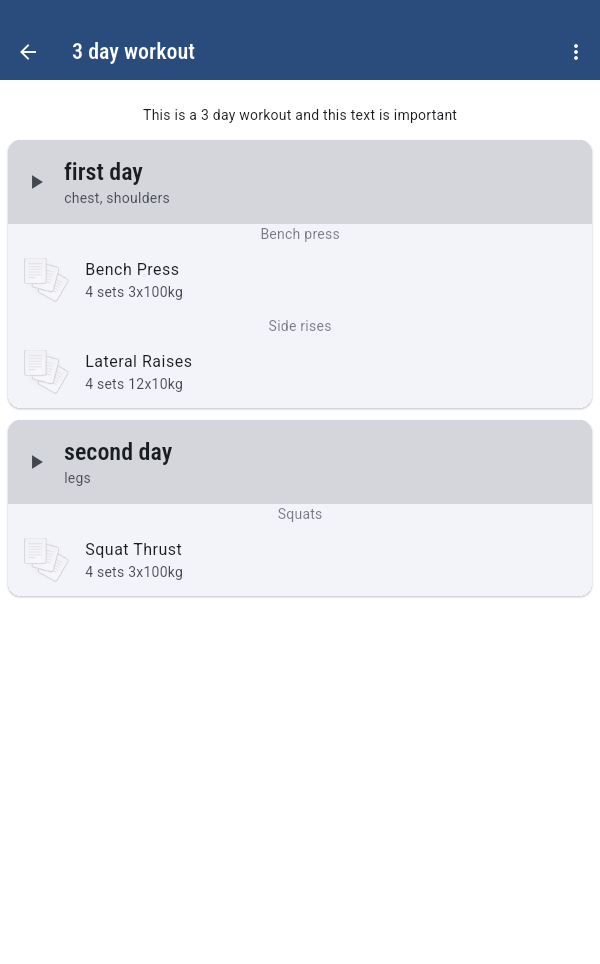 3 day workout
This is a 3 day workout and this text is important
first day
chest, shoulders
Bench press
Bench Press
4 sets 3x100kg
Side rises
Lateral Raises
4 sets 12x10kg
second day
legs
Squats
Squat Thrust
4 sets 3x100kg